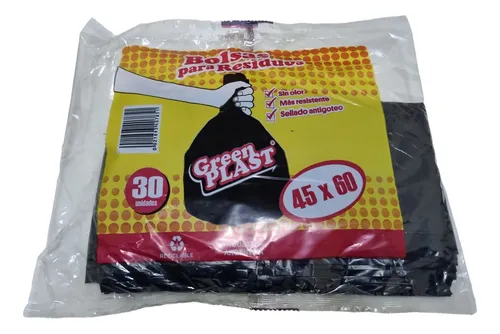 Bolsas
para Residuos
Sin olor
Más resistente
Sellado antigoteo
Green
PLAST
45 x 60
30
unidades
RECICLABLE